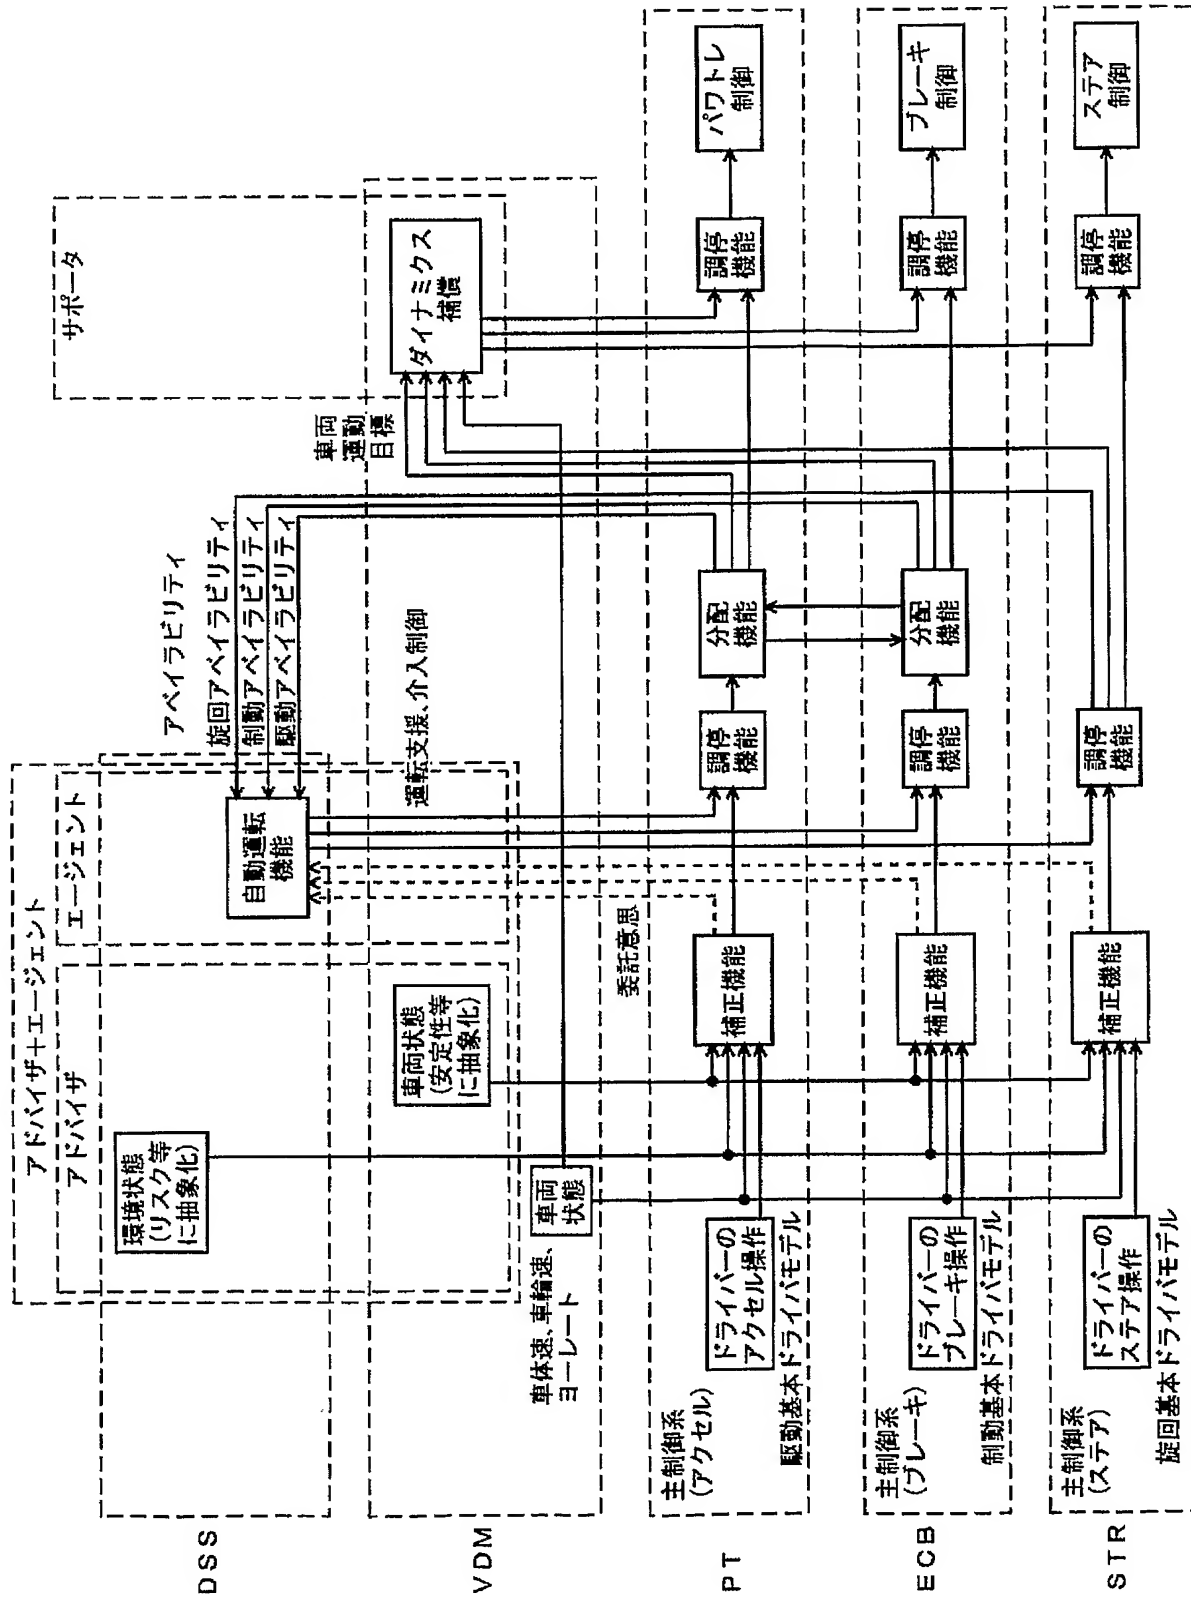 アドバイザ+エージェント
アドバイザ
エージェント
サポータ
DSS
環境状態
(リスク等
に抽象化)
自動運転
機能
アベイラビリティ
旋回アベイラビリティ
制動アベイラビリティ
駆動アベイラビリティ
車両
運動
目標
VDM
車両状態
(安定性等
に抽象化)
運転支援、介入制御
ダイナミクス
補償
車両
状態
車体速、車輪速、
ヨーレート
委託意思
PT
主制御系
(アクセル)
ドライバーの
アクセル操作
駆動基本ドライバモデル
補正機能
調停
機能
分配
機能
調停
機能
パワトレ
制御
ECB
主制御系
(ブレーキ)
ドライバーの
ブレーキ操作
制動基本ドライバモデル
補正機能
調停
機能
分配
機能
調停
機能
ブレーキ
制御
STR
主制御系
(ステア)
ドライバーの
ステア操作
旋回基本ドライバモデル
補正機能
調停
機能
調停
機能
ステア
制御